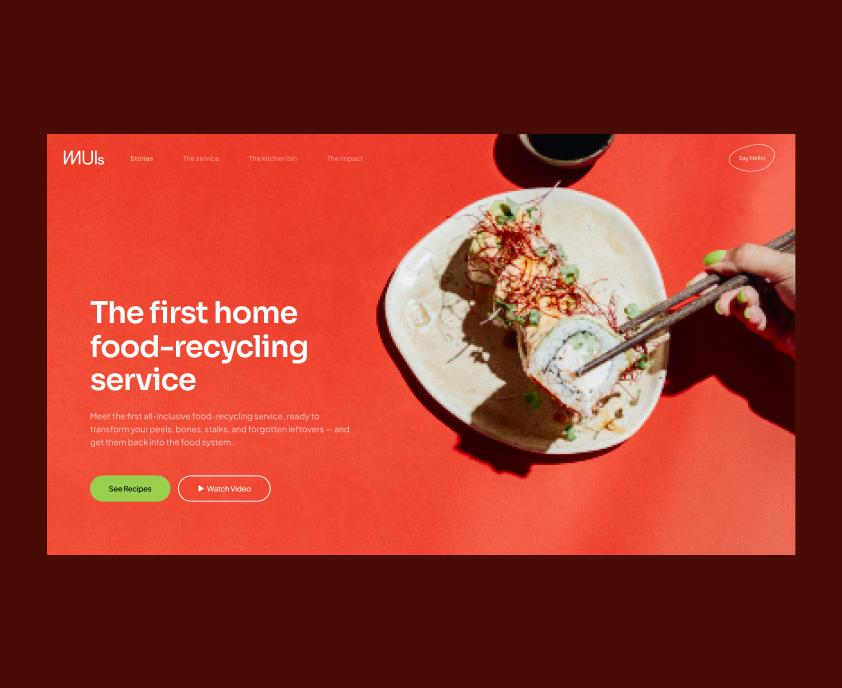 MUls
Stories The service The kitchen bin The impact
Say Hello!
The first home
food-recycling
service
Meet the first all-inclusive food-recycling service, ready to
transform your peels, bones, stalks, and forgotten leftovers — and
get them back into the food system.
See Recipes
Watch Video